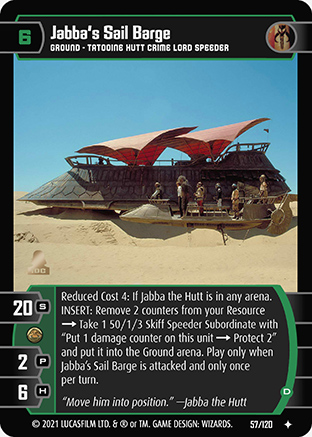 6
Jabba's Sail Barge
GROUND - TATOOINE HUTT CRIME LORD SPEEDER
20 S
2 P
6 H
Reduced Cost 4: If Jabba the Hutt is in any arena.
INSERT: Remove 2 counters from your Resource
→ Take 1 50/1/3 Skiff Speeder Subordinate with
"Put 1 damage counter on this unit → Protect 2"
and put it into the Ground arena. Play only when
Jabba's Sail Barge is attacked and only once
per turn.
D
"Move him into position." —Jabba the Hutt
© 2021 LUCASFILM LTD. & ® or TM. GAME DESIGN: WIZARDS.
57/120